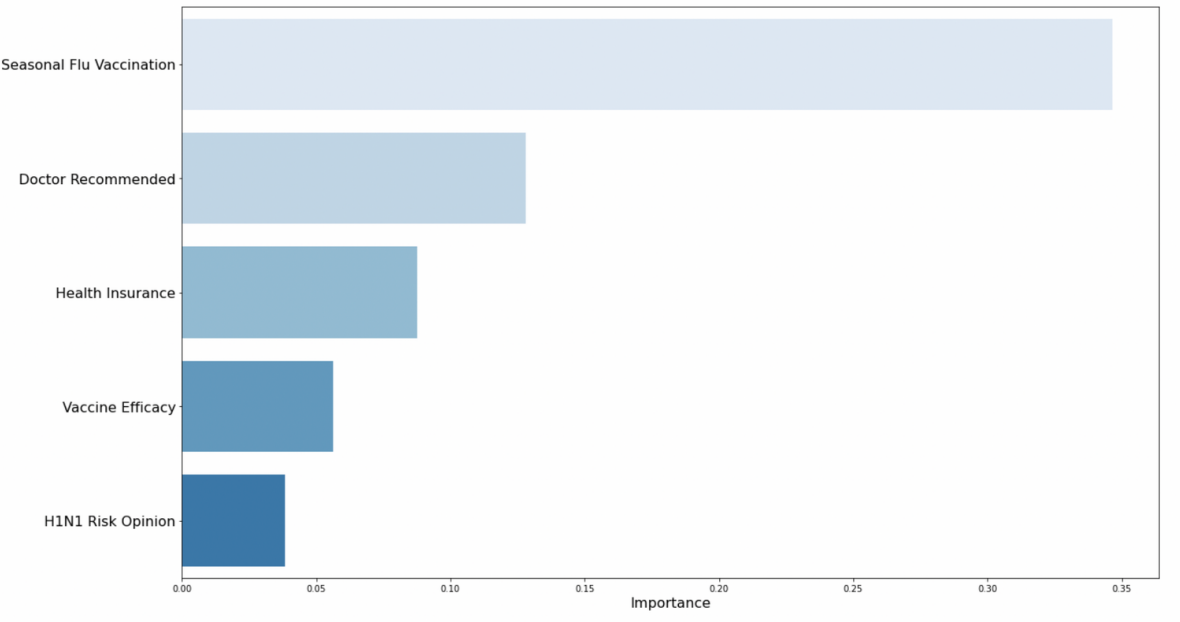 Seasonal Flu Vaccination
Doctor Recommended
Health Insurance
Vaccine Efficacy
H1N1 Risk Opinion
0.00 0.05 0.10 0.15 0.20 0.25 0.30 0.35
Importance